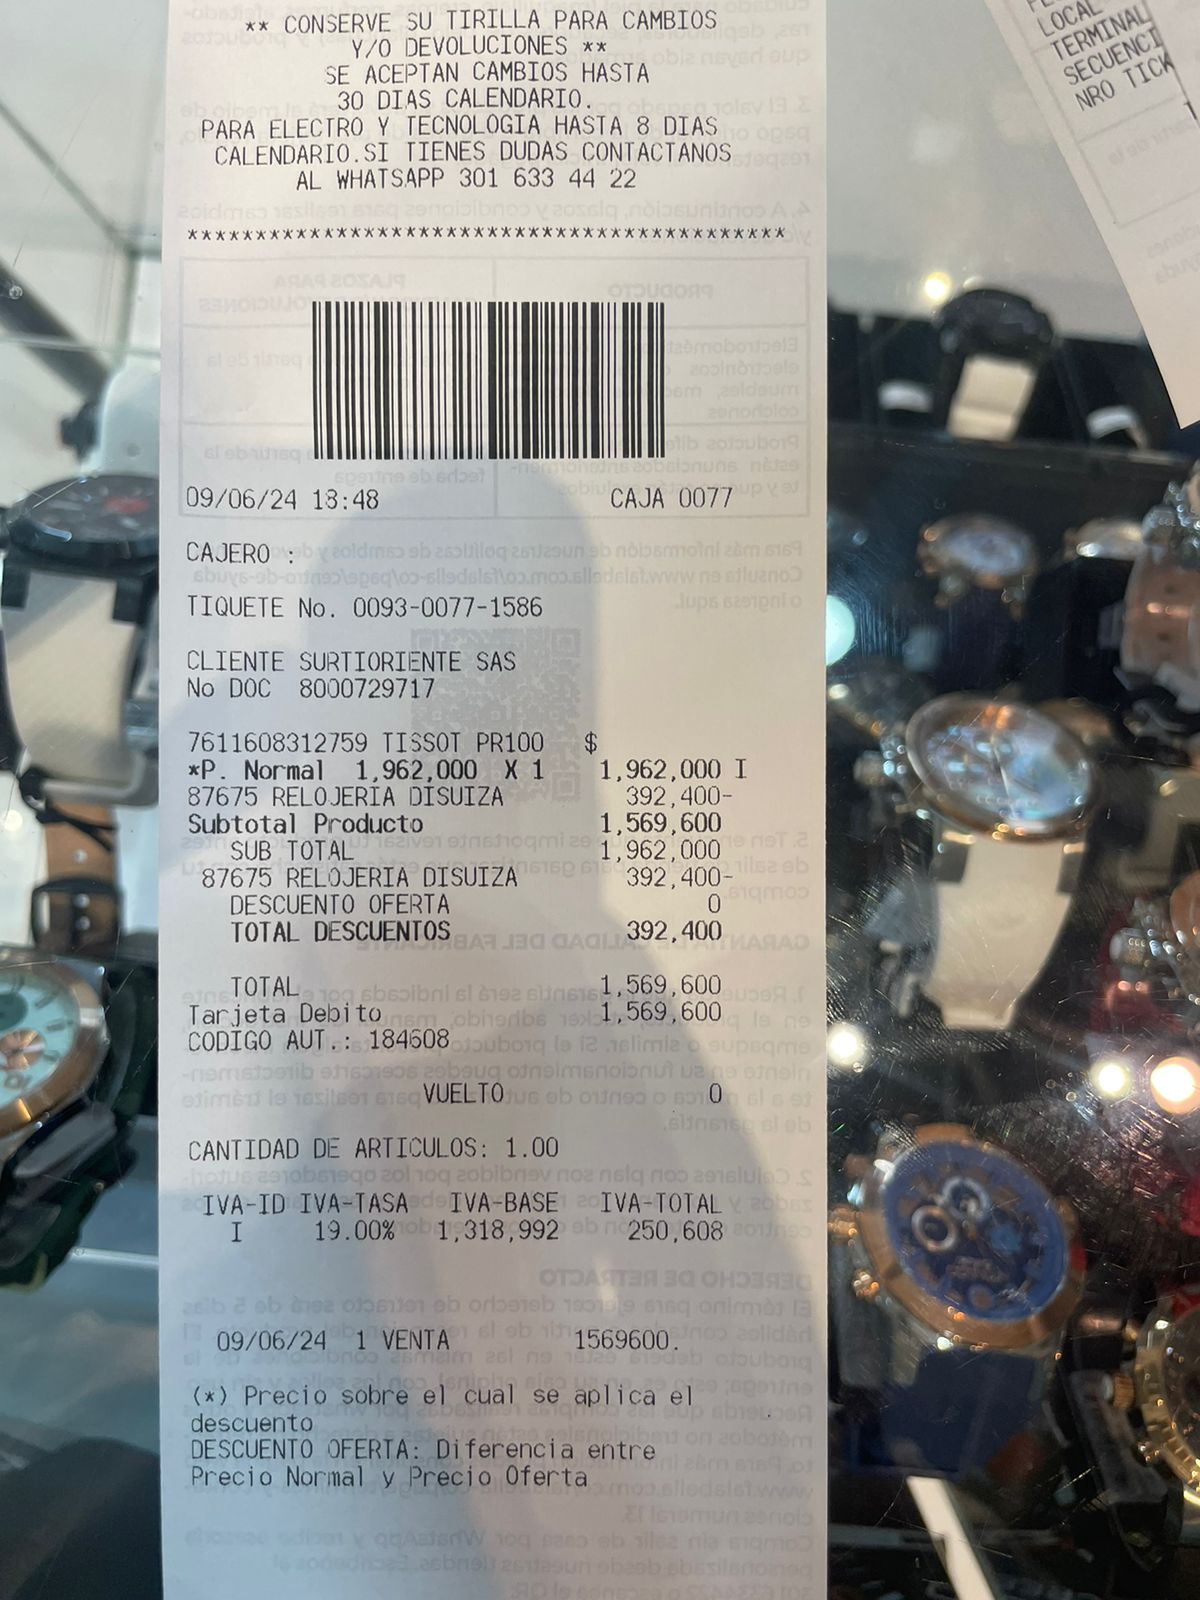 ** CONSERVE SU TIRILLA PARA CAMBIOS
Y/O DEVOLUCIONES **
SE ACEPTAN CAMBIOS HASTA
30 DIAS CALENDARIO.
PARA ELECTRO Y TECNOLOGIA HASTA 8 DIAS
CALENDARIO.SI TIENES DUDAS CONTACTANOS
AL WHATSAPP 301 633 44 22
********************************************
09/06/24 13:48 CAJA 0077
CAJERO :
TIQUETE No. 0093-0077-1586
CLIENTE SURTIORIENTE SAS
No DOC 8000729717
7611608312759 TISSOT PR100 $
*P. Normal 1,962,000 X 1 1,962,000 I
87675 RELOJERIA DISUIZA 392,400-
Subtotal Producto 1,569,600
SUB TOTAL 1,962,000
87675 RELOJERIA DISUIZA 392,400-
DESCUENTO OFERTA 0
TOTAL DESCUENTOS 392,400
TOTAL 1,569,600
Tarjeta Debito 1,569,600
CODIGO AUT.: 184608
VUELTO 0
CANTIDAD DE ARTICULOS: 1.00
IVA-ID IVA-TASA IVA-BASE IVA-TOTAL
I 19.00% 1,318,992 250,608
09/06/24 1 VENTA 1569600.
(*) Precio sobre el cual se aplica el
descuento
DESCUENTO OFERTA: Diferencia entre
Precio Normal y Precio Oferta
LOCAL
TERMINAL
NRO